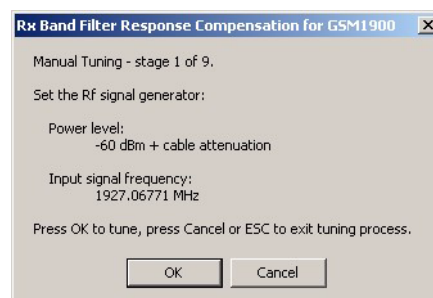 Rx Band Filter Response Compensation for GSM1900
Manual Tuning - stage 1 of 9.
Set the Rf signal generator:
Power level:
-60 dBm + cable attenuation
Input signal frequency:
1927.06771 MHz
Press OK to tune, press Cancel or ESC to exit tuning process.
OK
Cancel